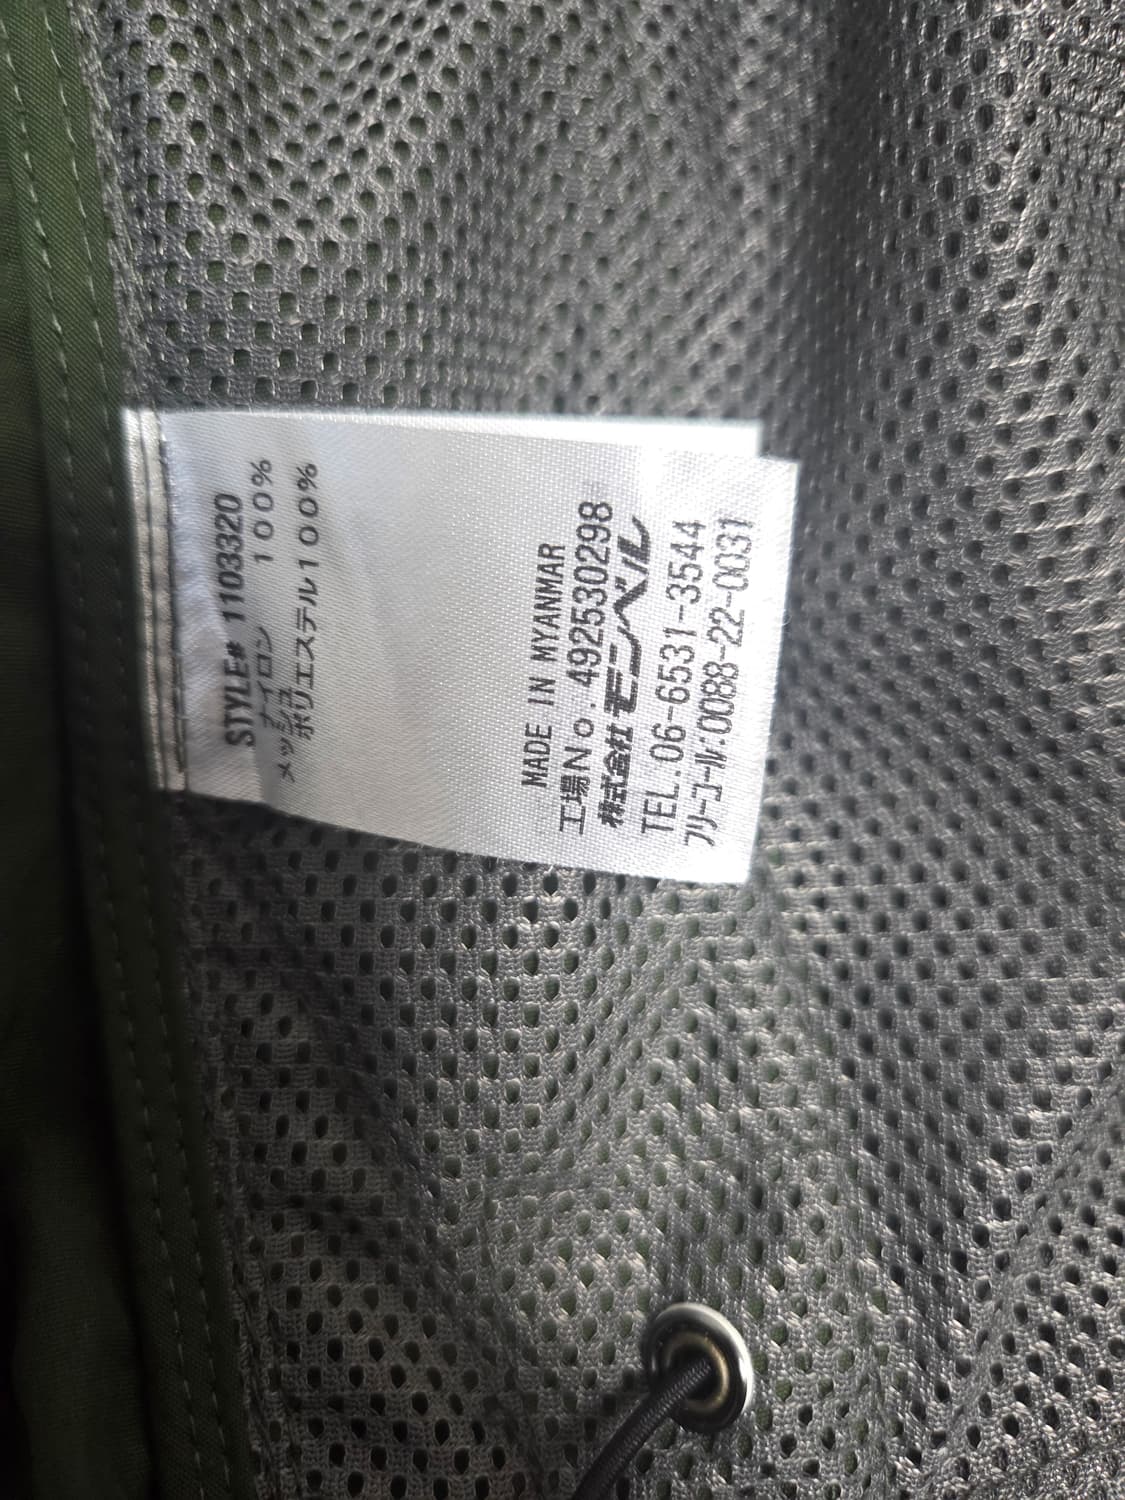 STYLE# 1103320
ナイロン 100%
メッシュ
ポリエステル100%
MADE IN MYANMAR
工場No.492530298
株式会社モンベル
TEL.06-6531-3544
フリーコール:0088-22-0031